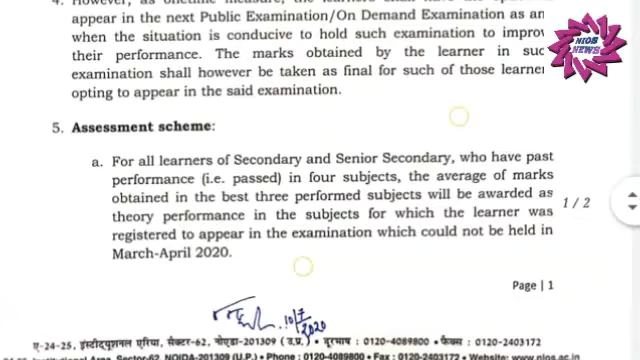 4. However, as onetime measure, the learners shall have the
appear in the next Public Examination/On Demand Examination as an
when the situation is conducive to hold such examination to improv
their performance. The marks obtained by the learner in suc
examination shall however be taken as final for such of those learner
opting to appear in the said examination.
5. Assessment scheme:
a. For all learners of Secondary and Senior Secondary, who have past
performance (i.e. passed) in four subjects, the average of marks
obtained in the best three performed subjects will be awarded as
theory performance in the subjects for which the learner was
registered to appear in the examination which could not be held in
March-April 2020.
Page | 1
10/7
2020
ए-24-25, इंस्टीट्यूशनल एरिया, सैक्टर-62, नोएडा-201309 (उ.प्र.) • दूरभाष : 0120-4089800 • फैक्स : 0120-2403172
Institutional Area, Sector-62, NOIDA-201309 (U.P.) • Phone : 0120-4089800 • Fax : 0120-2403172 • Website: www.nios.ac.in
NIOS
NEWS
1 / 2